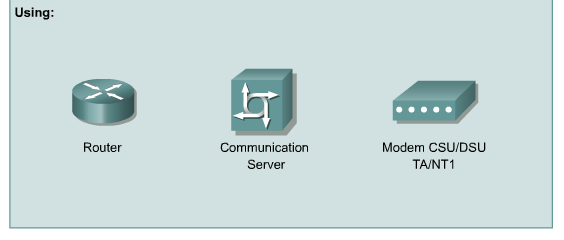 Using:
Router
Communication
Server
Modem CSU/DSU
TA/NT1